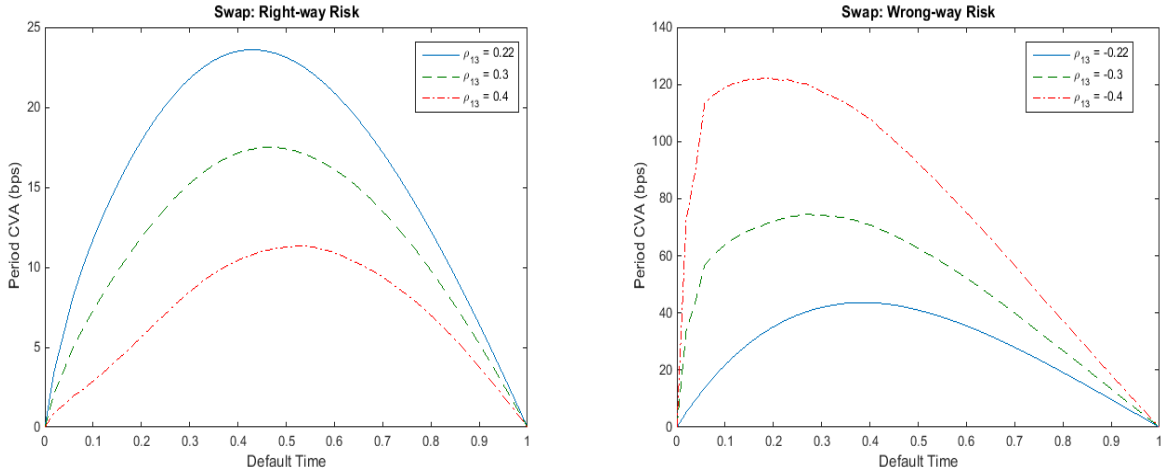 Swap: Right-way Risk
25
20
15
10
5
0
Period CVA (bps)
ρ13 = 0.22
ρ13 = 0.3
ρ13 = 0.4
0 0.1 0.2 0.3 0.4 0.5 0.6 0.7 0.8 0.9 1
Default Time
Swap: Wrong-way Risk
140
120
100
80
60
40
20
0
Period CVA (bps)
ρ13 = -0.22
ρ13 = -0.3
ρ13 = -0.4
0 0.1 0.2 0.3 0.4 0.5 0.6 0.7 0.8 0.9 1
Default Time